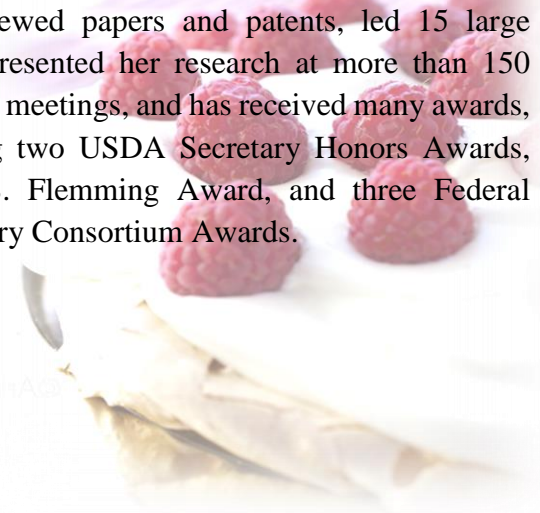 ewed papers and patents, led 15 large
resented her research at more than 150
meetings, and has received many awards,
g two USDA Secretary Honors Awards,
. Flemming Award, and three Federal
ry Consortium Awards.